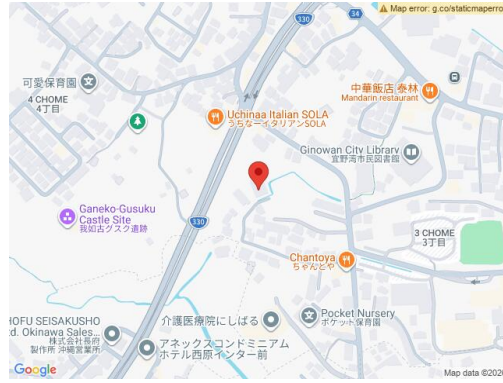 Map error: g.co/staticmaperro
330
34
可愛保育園
4 CHOME
4丁目
中華飯店 泰林
Mandarin restaurant
Uchinaa Italian SOLA
うちなーイタリアンSOLA
Ginowan City Library
宜野湾市民図書館
Ganeko-Gusuku
Castle Site
我如古グスク遺跡
330
3 CHOME
3丁目
Chantoya
ちゃんとや
HOFU SEISAKUSHO
td. Okinawa Sales...
株式会社長府
製作所 沖縄営業所
介護医療院にしばる
Pocket Nursery
ポケット保育園
アネックスコンドミニアム
ホテル西原インター前
Google
Map data ©2026